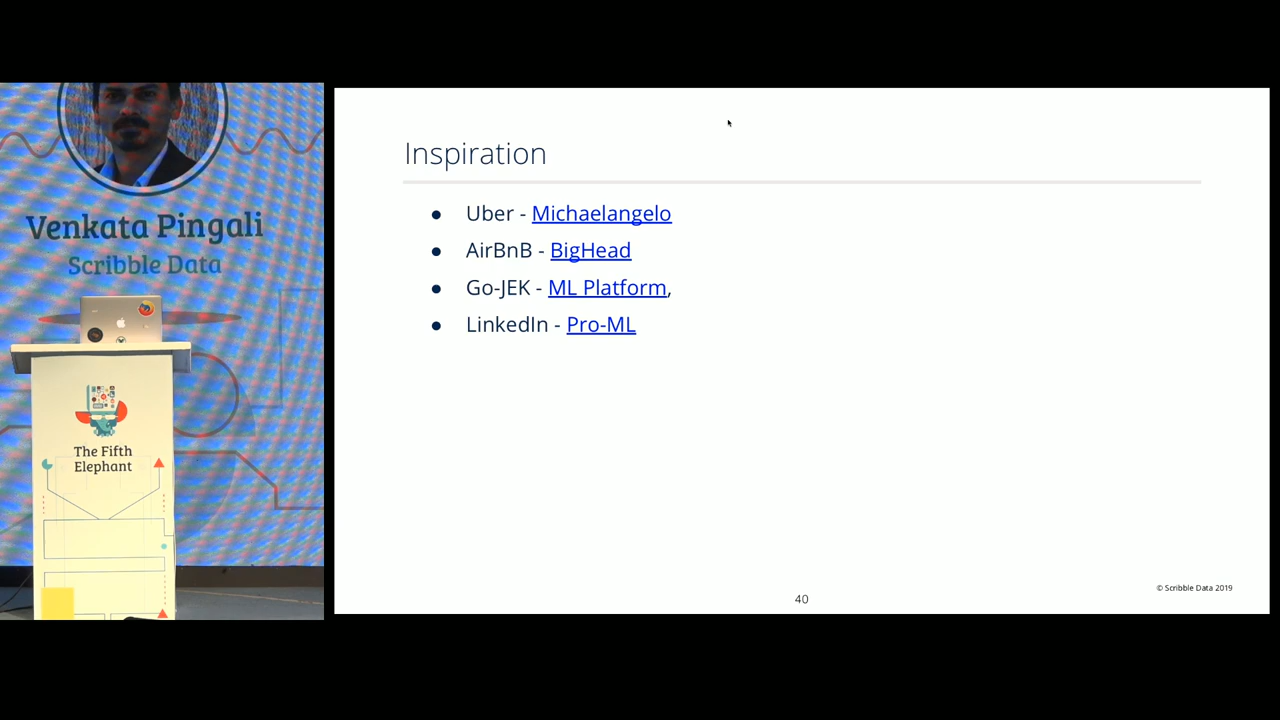 Venkata Pingali
Scribble Data
The Fifth
Elephant
Inspiration
● Uber - Michaelangelo
● AirBnB - BigHead
● Go-JEK - ML Platform,
● LinkedIn - Pro-ML
© Scribble Data 2019
40